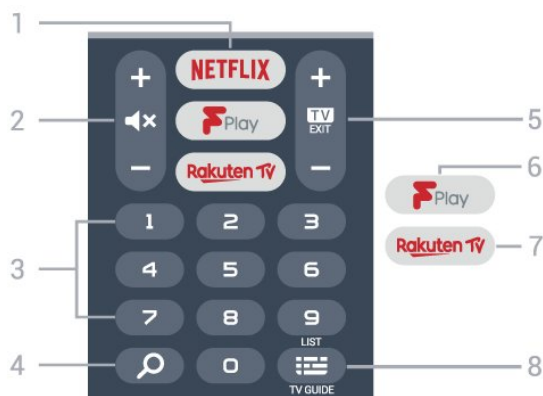 1
NETFLIX
+
+
2
Play
TV
EXIT
5
−
−
6
Rakuten TV
Play
1 2 3
Rakuten TV
7
3
4 5 6
7 8 9
LIST
4
0
8
TV GUIDE